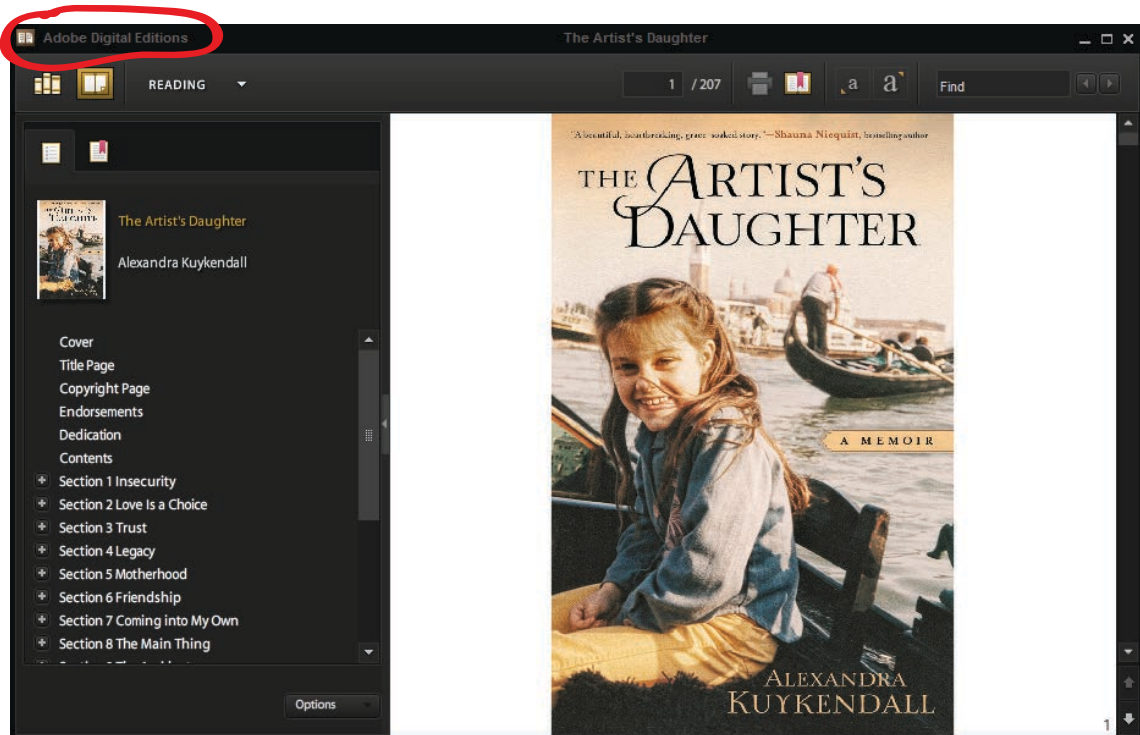 Adobe Digital Editions
The Artist's Daughter
READING
1 / 207
a a
Find
The Artist's Daughter
Alexandra Kuykendall
Cover
Title Page
Copyright Page
Endorsements
Dedication
Contents
Section 1 Insecurity
Section 2 Love Is a Choice
Section 3 Trust
Section 4 Legacy
Section 5 Motherhood
Section 6 Friendship
Section 7 Coming into My Own
Section 8 The Main Thing
Options
"A beautiful, heartbreaking, grace-soaked story."—Shauna Niequist, bestselling author
THE ARTIST'S
DAUGHTER
A MEMOIR
ALEXANDRA
KUYKENDALL
1